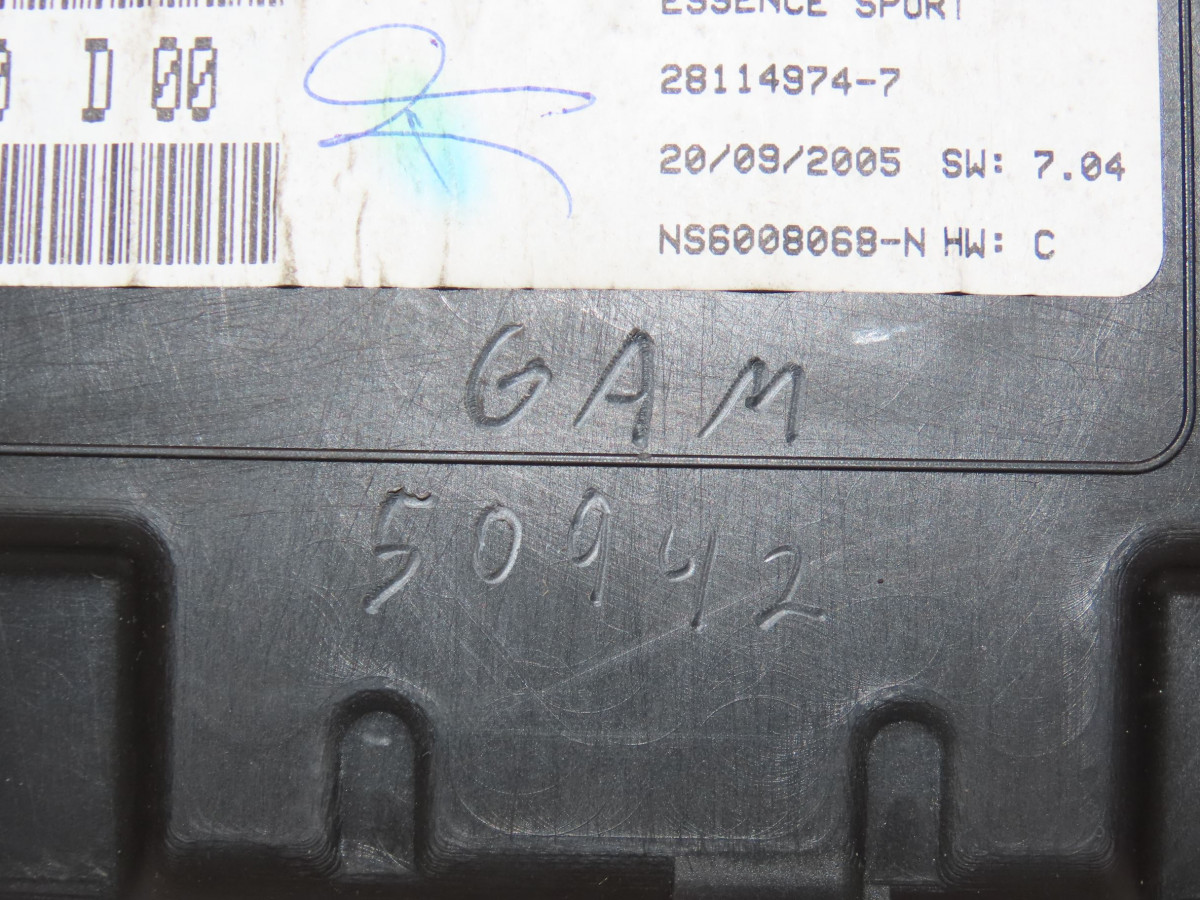 ESSENCE SPORT
D 00
28114974-7
20/09/2005 SW: 7.04
NS6008068-N HW: C
GAM
50942